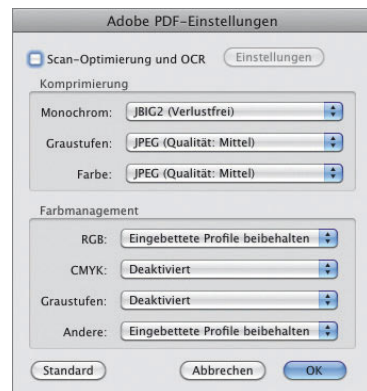 Adobe PDF-Einstellungen
Scan-Optimierung und OCR Einstellungen
Komprimierung
Monochrom: JBIG2 (Verlustfrei)
Graustufen: JPEG (Qualität: Mittel)
Farbe: JPEG (Qualität: Mittel)
Farbmanagement
RGB: Eingebettete Profile beibehalten
CMYK: Deaktiviert
Graustufen: Deaktiviert
Andere: Eingebettete Profile beibehalten
Standard Abbrechen OK